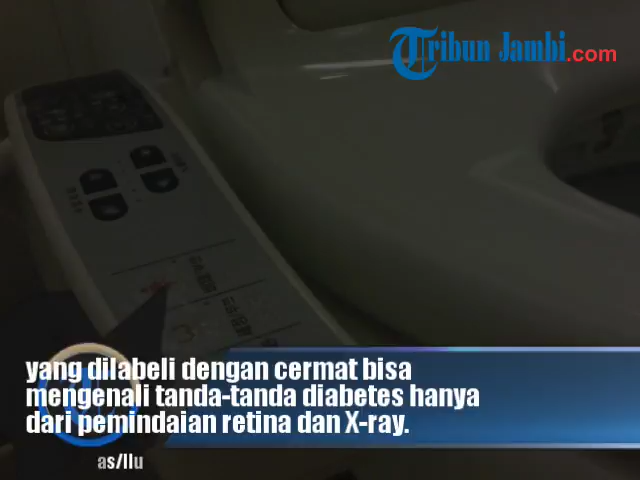 Tribun Jambi.com
yang dilabeli dengan cermat bisa
mengenali tanda-tanda diabetes hanya
dari pemindaian retina dan X-ray.
as/llu